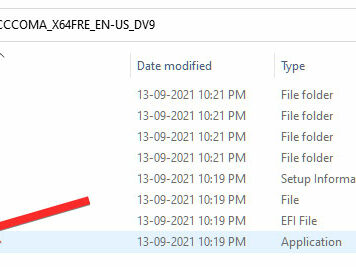 CCCOMA_X64FRE_EN-US_DV9
Date modified Type
13-09-2021 10:21 PM File folder
13-09-2021 10:21 PM File folder
13-09-2021 10:21 PM File folder
13-09-2021 10:21 PM File folder
13-09-2021 10:19 PM Setup Informa
13-09-2021 10:19 PM File
13-09-2021 10:19 PM EFI File
13-09-2021 10:19 PM Application